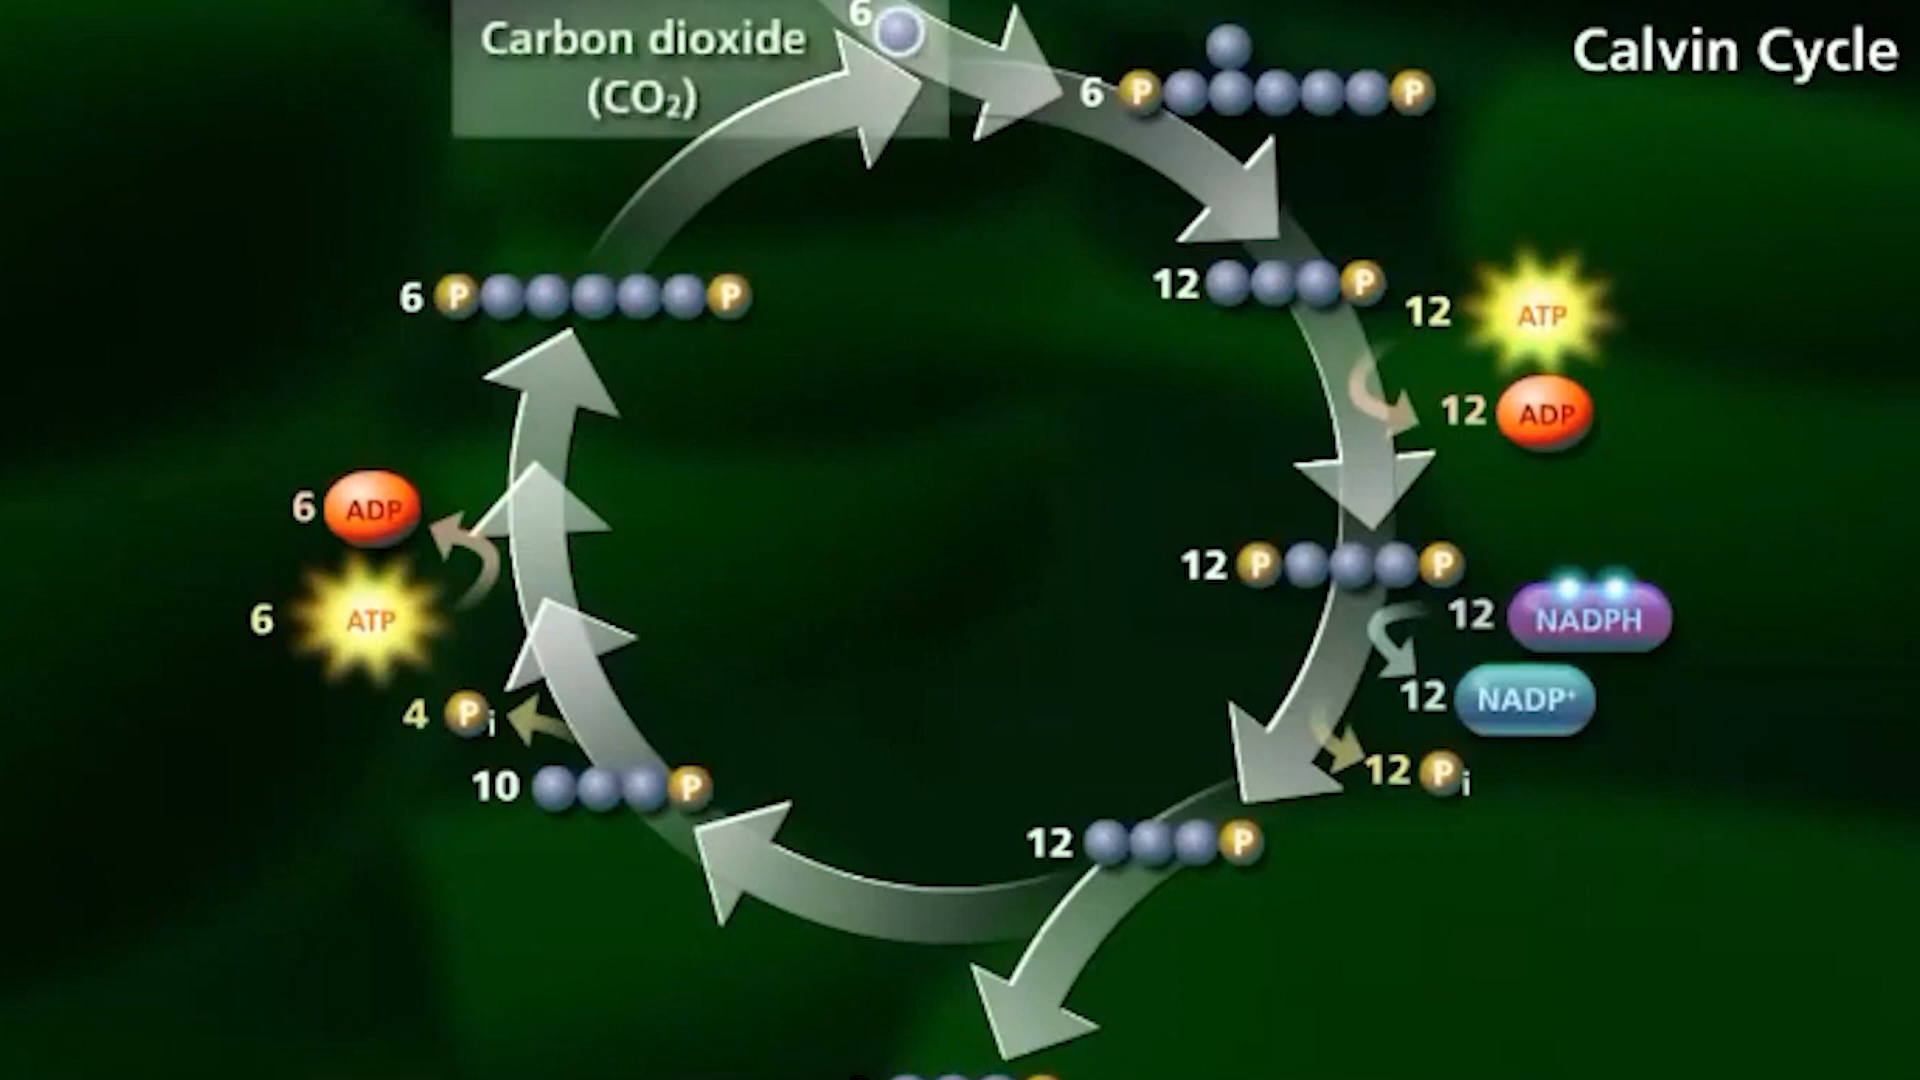 Carbon dioxide
(CO₂)
6
Calvin Cycle
6 P P
12 P
12 ATP
12 ADP
6 P P
6 ADP
6 ATP
12 P P
12 NADPH
12 NADP⁺
4 Pi
12 Pi
10 P
12 P